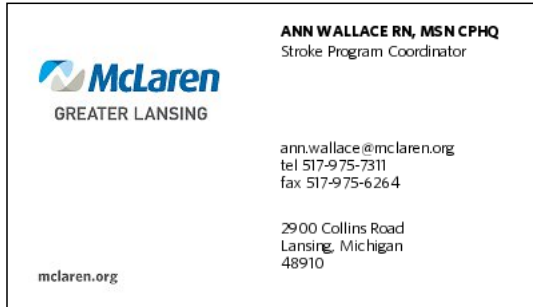 McLaren
GREATER LANSING
mclaren.org
ANN WALLACE RN, MSN CPHQ
Stroke Program Coordinator
ann.wallace@mclaren.org
tel 517-975-7311
fax 517-975-6264
2900 Collins Road
Lansing, Michigan
48910